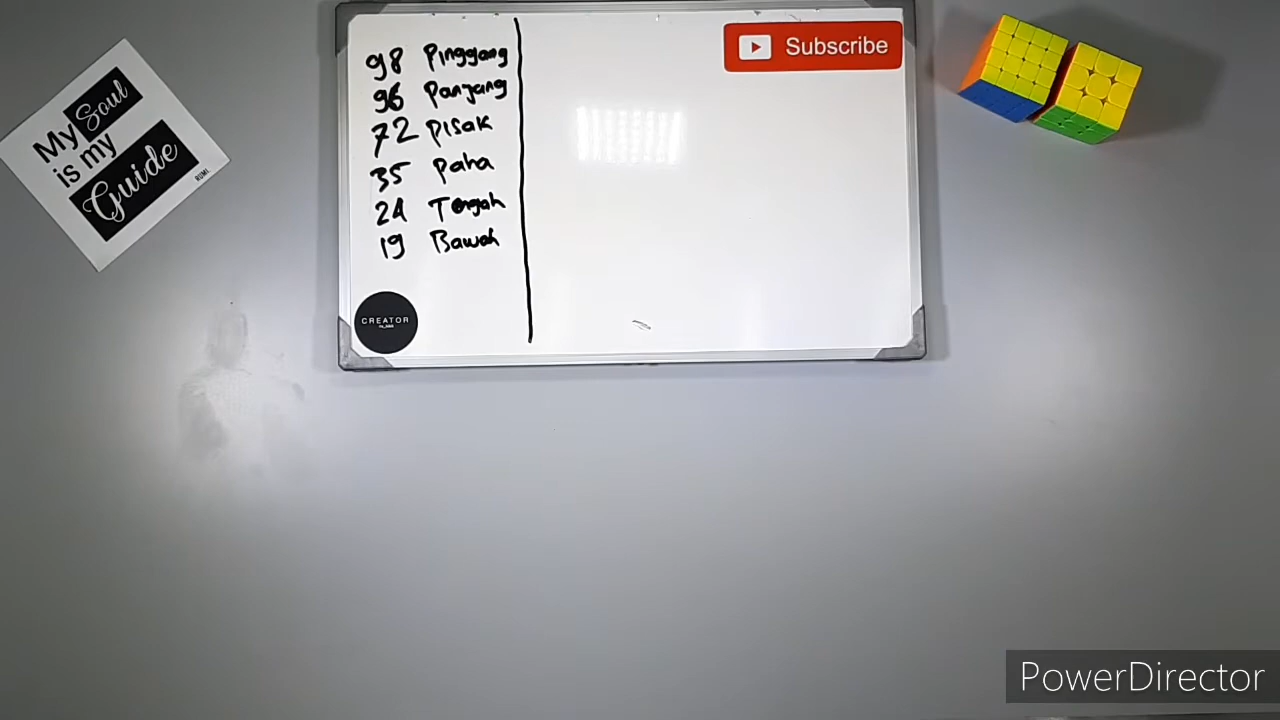 My Soul
is my
Guide
RUMI
98 Pinggang
96 Panjang
72 Pisak
35 Paha
24 Tengah
19 Bawah
CREATOR
Subscribe
PowerDirector